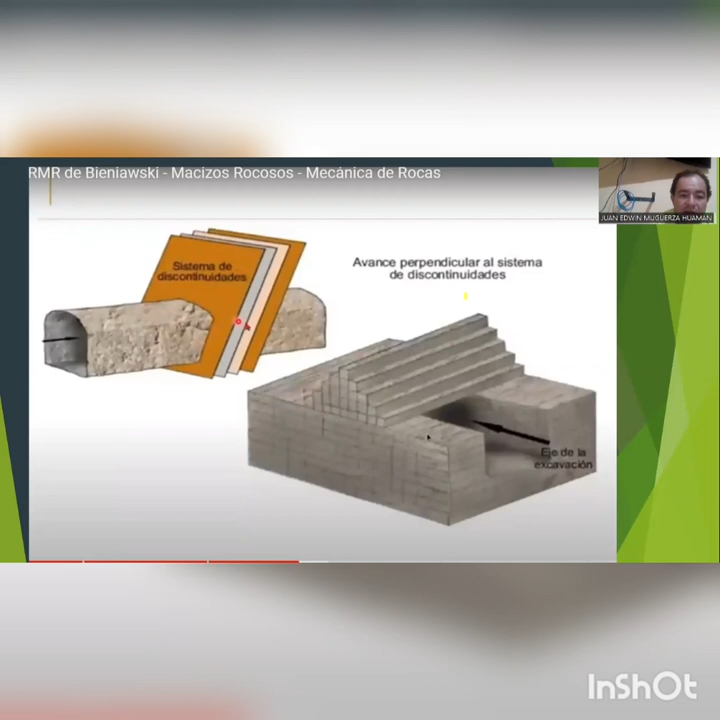 RMR de Bieniawski - Macizos Rocosos - Mecánica de Rocas
JUAN EDWIN MUGUERZA HUAMAN
Sistema de
discontinuidades
Avance perpendicular al sistema
de discontinuidades
Eje de la
excavación
InShOt